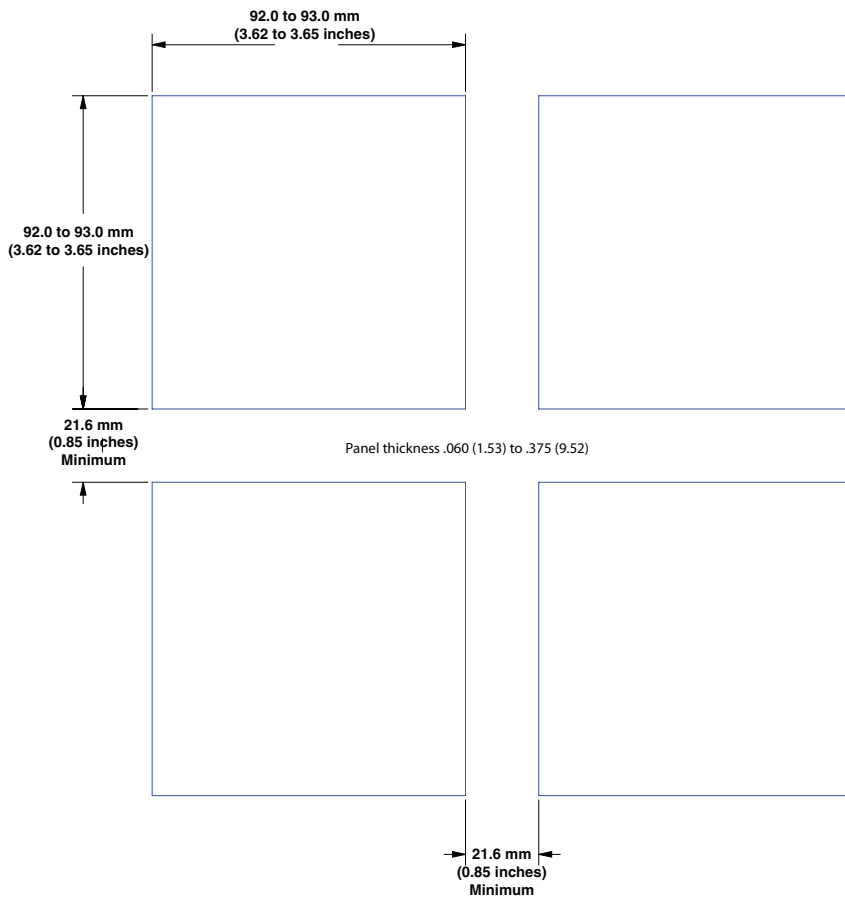 92.0 to 93.0 mm
(3.62 to 3.65 inches)
92.0 to 93.0 mm
(3.62 to 3.65 inches)
21.6 mm
(0.85 inches)
Minimum
Panel thickness .060 (1.53) to .375 (9.52)
21.6 mm
(0.85 inches)
Minimum